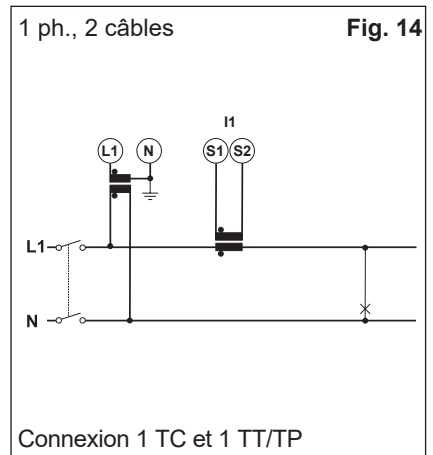 1 ph., 2 câbles Fig. 14
I1
L1 N S1 S2
L1
N
Connexion 1 TC et 1 TT/TP